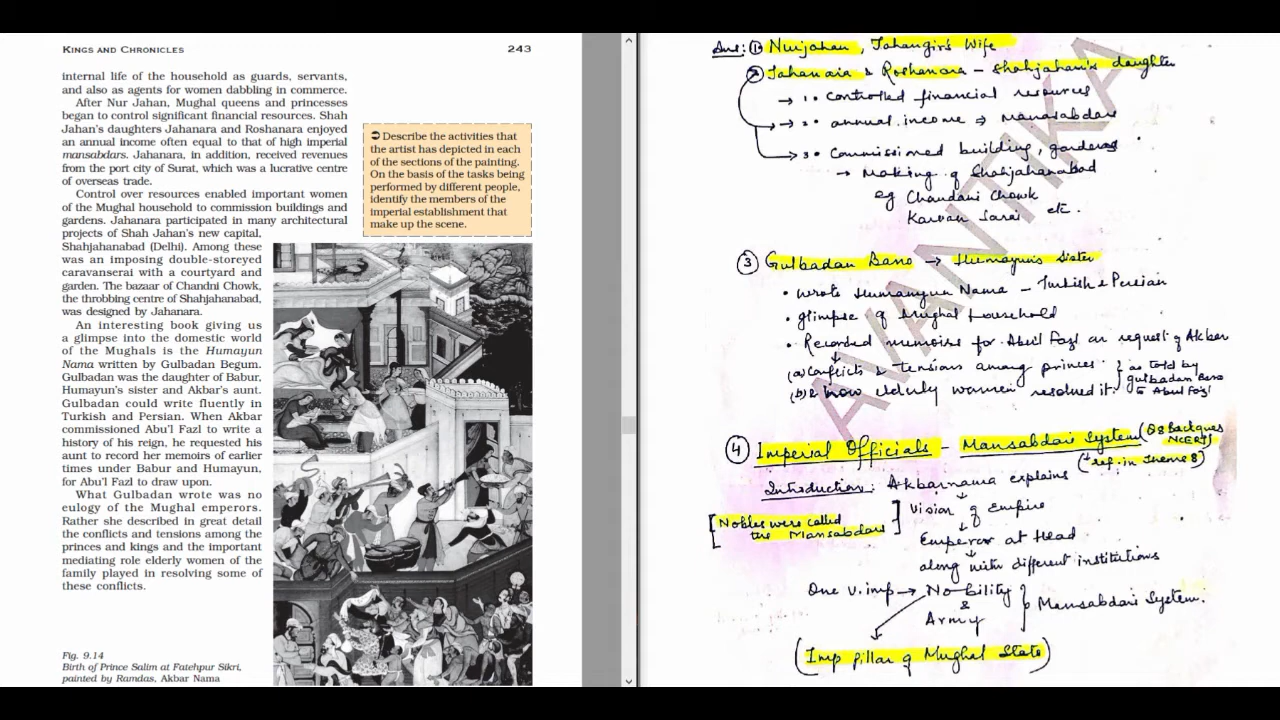 KINGS AND CHRONICLES 243
internal life of the household as guards, servants,
and also as agents for women dabbling in commerce.
After Nur Jahan, Mughal queens and princesses
began to control significant financial resources. Shah
Jahan's daughters Jahanara and Roshanara enjoyed
an annual income often equal to that of high imperial
mansabdars. Jahanara, in addition, received revenues
from the port city of Surat, which was a lucrative centre
of overseas trade.
Control over resources enabled important women
of the Mughal household to commission buildings and
gardens. Jahanara participated in many architectural
projects of Shah Jahan's new capital,
Shahjahanabad (Delhi). Among these
was an imposing double-storeyed
caravanserai with a courtyard and
garden. The bazaar of Chandni Chowk,
the throbbing centre of Shahjahanabad,
was designed by Jahanara.
An interesting book giving us
a glimpse into the domestic world
of the Mughals is the Humayun
Nama written by Gulbadan Begum.
Gulbadan was the daughter of Babur,
Humayun's sister and Akbar's aunt.
Gulbadan could write fluently in
Turkish and Persian. When Akbar
commissioned Abu'l Fazl to write a
history of his reign, he requested his
aunt to record her memoirs of earlier
times under Babur and Humayun,
for Abu'l Fazl to draw upon.
What Gulbadan wrote was no
eulogy of the Mughal emperors.
Rather she described in great detail
the conflicts and tensions among the
princes and kings and the important
mediating role elderly women of the
family played in resolving some of
these conflicts.
Fig. 9.14
Birth of Prince Salim at Fatehpur Sikri,
painted by Ramdas, Akbar Nama
➲ Describe the activities that
the artist has depicted in each
of the sections of the painting.
On the basis of the tasks being
performed by different people,
identify the members of the
imperial establishment that
make up the scene.
Ans: ① Nurjahan, Jahangir's Wife
② Jahanara & Roshanara - Shahjahan's daughter
→ 1. Controlled financial resources
→ 2. annual income → Mansabdars
→ 3. Commissioned building, gardens
→ Making of Shahjahanabad
eg Chandani Chowk
Karwan Sarai etc.
③ Gulbadan Bano → Humayun's Sister
• wrote Humanyun Nama - Turkish & Persian
• glimpse of Mughal household
• Recorded memoirs for Abul Fazl on request of Akbar
(a) Conflicts & tensions among princes } as told by
(b) & how elderly women resolved it. } gulbadan Bano
to Abul Fazl
④ Imperial Officials - Mansabdari System (Q8 Back ques
NCERT)
(↓ ref. in Theme 8)
Introduction: Akbarnama explains
↓
[Nobles were called
the Mansabdars]
Vision of Empire
↓
Emperor at Head
↓
along with different institutions
One v.imp → Nobility
&
Army
} Mansabdari System.
(Imp pillar of Mughal State)
AVANTIKA